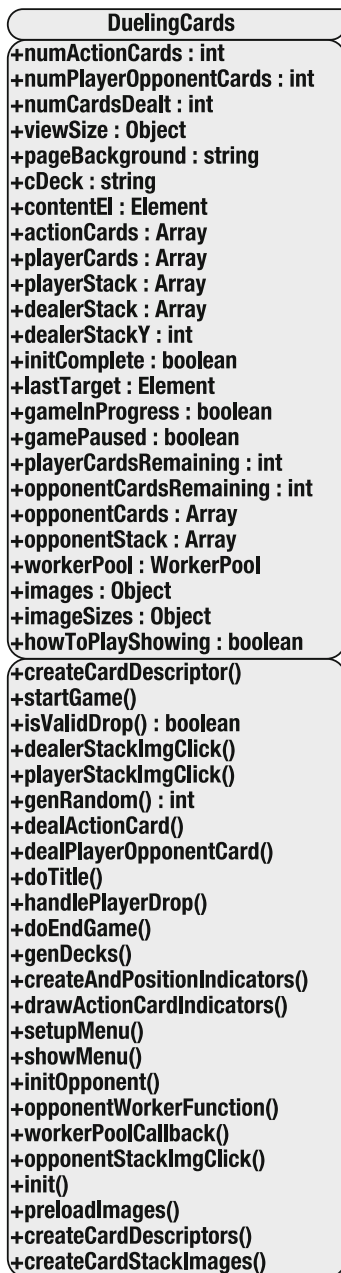 DuelingCards
+numActionCards : int
+numPlayerOpponentCards : int
+numCardsDealt : int
+viewSize : Object
+pageBackground : string
+cDeck : string
+contentEl : Element
+actionCards : Array
+playerCards : Array
+playerStack : Array
+dealerStack : Array
+dealerStackY : int
+initComplete : boolean
+lastTarget : Element
+gameInProgress : boolean
+gamePaused : boolean
+playerCardsRemaining : int
+opponentCardsRemaining : int
+opponentCards : Array
+opponentStack : Array
+workerPool : WorkerPool
+images : Object
+imageSizes : Object
+howToPlayShowing : boolean
+createCardDescriptor()
+startGame()
+isValidDrop() : boolean
+dealerStackImgClick()
+playerStackImgClick()
+genRandom() : int
+dealActionCard()
+dealPlayerOpponentCard()
+doTitle()
+handlePlayerDrop()
+doEndGame()
+genDecks()
+createAndPositionIndicators()
+drawActionCardIndicators()
+setupMenu()
+showMenu()
+initOpponent()
+opponentWorkerFunction()
+workerPoolCallback()
+opponentStackImgClick()
+init()
+preloadImages()
+createCardDescriptors()
+createCardStackImages()